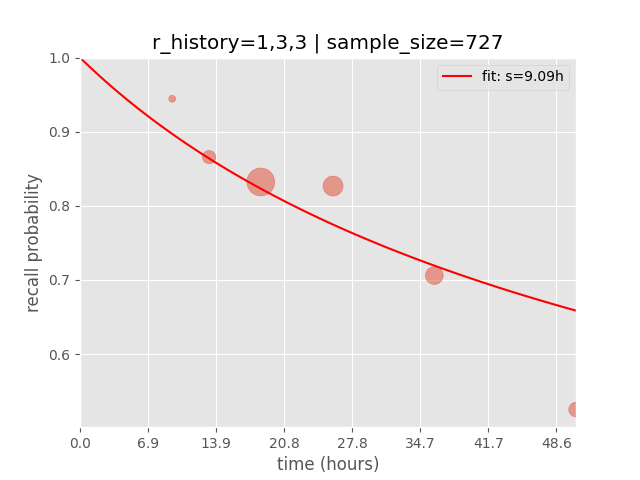 r_history=1,3,3 | sample_size=727
fit: s=9.09h
1.0
0.9
0.8
0.7
0.6
recall probability
0.0 6.9 13.9 20.8 27.8 34.7 41.7 48.6
time (hours)